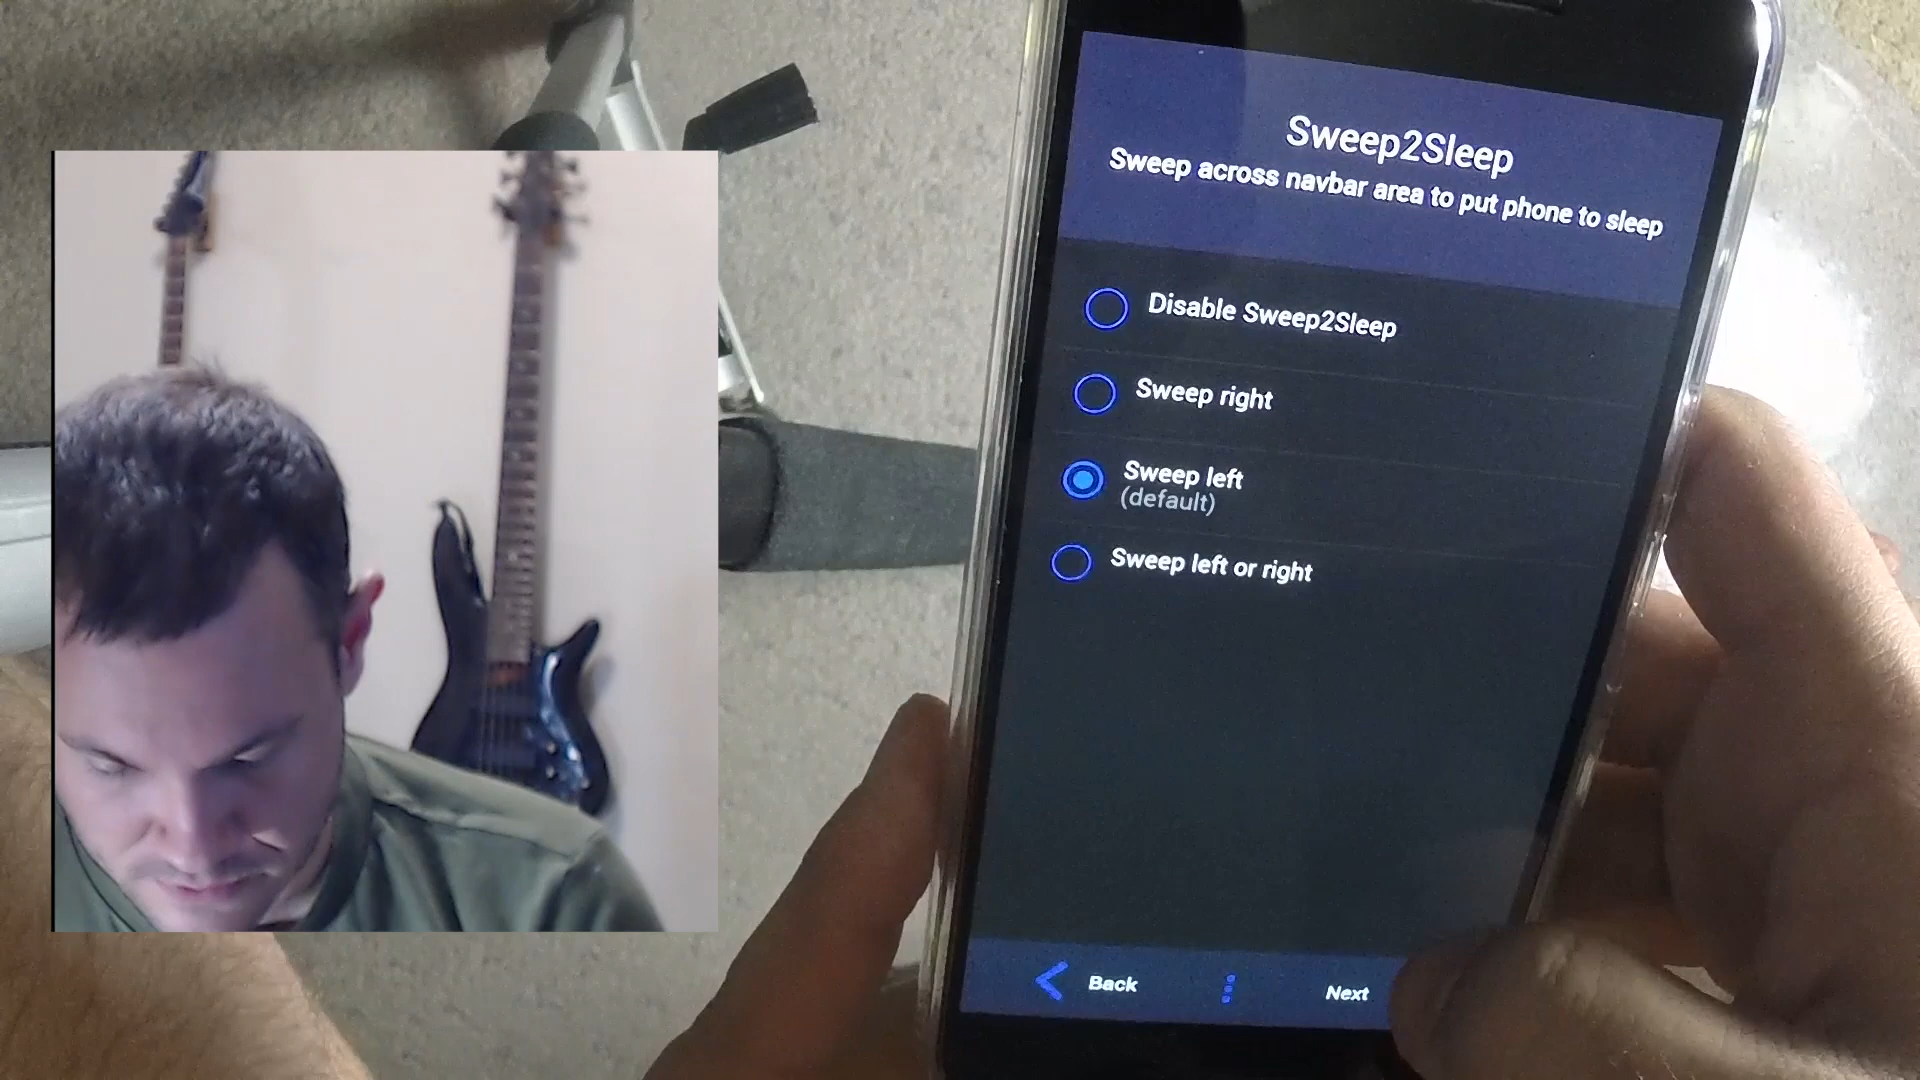 Sweep2Sleep
Sweep across navbar area to put phone to sleep
Disable Sweep2Sleep
Sweep right
Sweep left
(default)
Sweep left or right
Back
Next